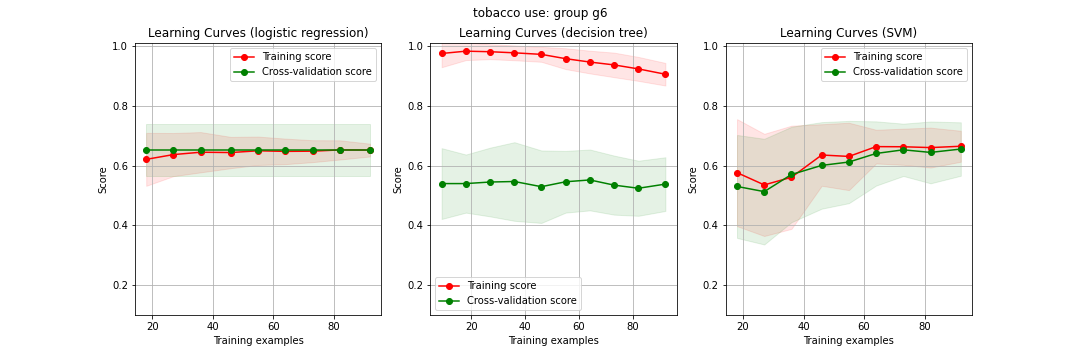 tobacco use: group g6
Learning Curves (logistic regression)
1.0
0.8
0.6
0.4
0.2
Score
20
40
60
80
Training examples
Training score
Cross-validation score
Learning Curves (decision tree)
1.0
0.8
0.6
0.4
0.2
Score
20
40
60
80
Training examples
Training score
Cross-validation score
Learning Curves (SVM)
1.0
0.8
0.6
0.4
0.2
Score
20
40
60
80
Training examples
Training score
Cross-validation score